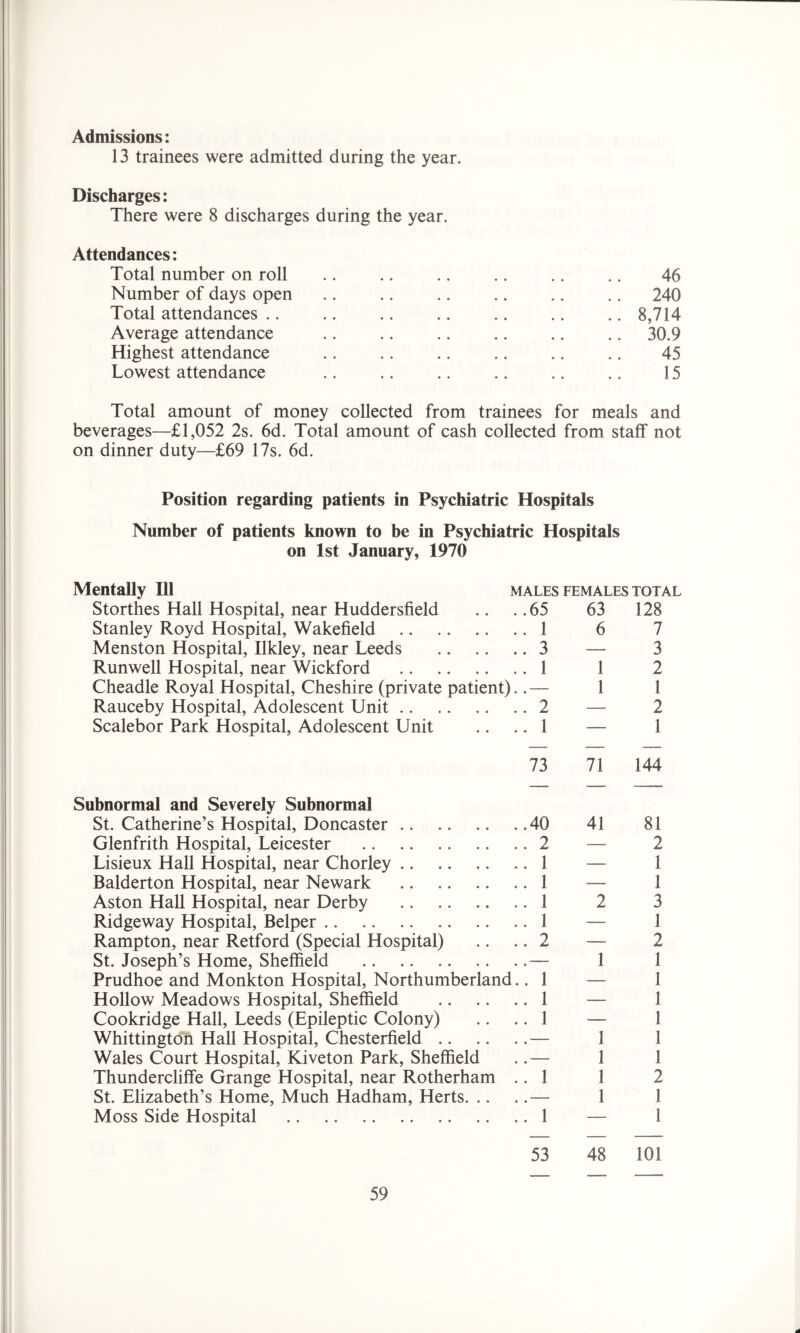 Admissions:
13 trainees were admitted during the year.
Discharges:
There were 8 discharges during the year.
Attendances:
Total number on roll .. .. .. .. .. .. 46
Number of days open .. .. .. .. .. .. 240
Total attendances .. .. .. .. .. .. .. 8,714
Average attendance .. .. .. .. .. .. 30.9
Highest attendance .. .. .. .. .. .. 45
Lowest attendance .. .. .. .. .. .. 15
Total amount of money collected from trainees for meals and
beverages—£1,052 2s. 6d. Total amount of cash collected from staff not
on dinner duty—£69 17s. 6d.
Position regarding patients in Psychiatric Hospitals
Number of patients known to be in Psychiatric Hospitals
on 1st January, 1970
Mentally Ill MALES FEMALES TOTAL
Storthes Hall Hospital, near Huddersfield .. ..65 63 128
Stanley Royd Hospital, Wakefield .. .. .. .. .. 1 6 7
Menston Hospital, Ilkley, near Leeds .. .. .. .. 3 — 3
Runwell Hospital, near Wickford .. .. .. .. .. 1 1 2
Cheadle Royal Hospital, Cheshire (private patient). .— 1 1
Rauceby Hospital, Adolescent Unit .. .. .. .. .. 2 — 2
Scalebor Park Hospital, Adolescent Unit .. .. 1 — 1
73 71 144
Subnormal and Severely Subnormal
St. Catherine's Hospital, Doncaster .. .. .. .. ..40 41 81
Glenfrith Hospital, Leicester .. .. .. .. .. .. 2 — 2
Lisieux Hall Hospital, near Chorley .. .. .. .. .. 1 — 1
Balderton Hospital, near Newark .. .. .. .. .. 1 — 1
Aston Hall Hospital, near Derby .. .. .. .. .. 1 2 3
Ridgeway Hospital, Belper .. .. .. .. .. .. .. 1 — 1
Rampton, near Retford (Special Hospital) .. .. 2 — 2
St. Joseph's Home, Sheffield .. .. .. .. .. ..— 1 1
Prudhoe and Monkton Hospital, Northumberland.. 1 — 1
Hollow Meadows Hospital, Sheffield .. .. .. .. 1 — 1
Cookridge Hall, Leeds (Epileptic Colony) .. .. 1 — 1
Whittington Hall Hospital, Chesterfield .. .. .. ..— 1 1
Wales Court Hospital, Kiveton Park, Sheffield ..— 1 1
Thundercliffe Grange Hospital, near Rotherham .. 1 1 2
St. Elizabeth's Home, Much Hadham, Herts. .. ..— 1 1
Moss Side Hospital .. .. .. .. .. .. .. .. 1 — 1
53 48 101
59